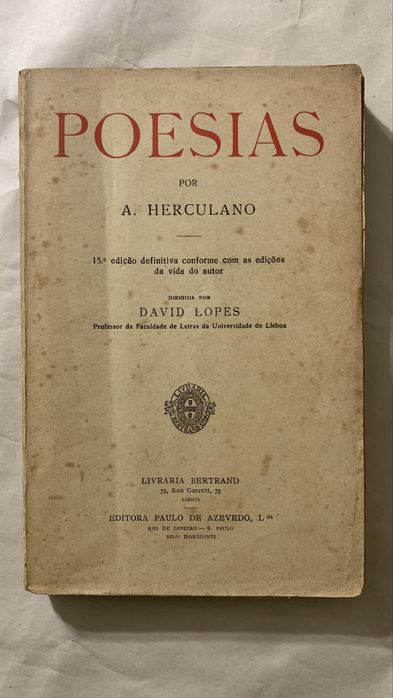 POESIAS
POR
A. HERCULANO
13.ª edição definitiva conforme com as edições
da vida do autor
DIRIGIDA POR
DAVID LOPES
Professor da Faculdade de Letras da Universidade de Lisboa
LIVRARIA
BERTRAND
LIVRARIA BERTRAND
73, Rua Garrett, 75
LISBOA
EDITORA PAULO DE AZEVEDO, L.da
RIO DE JANEIRO — S. PAULO
BELO HORIZONTE